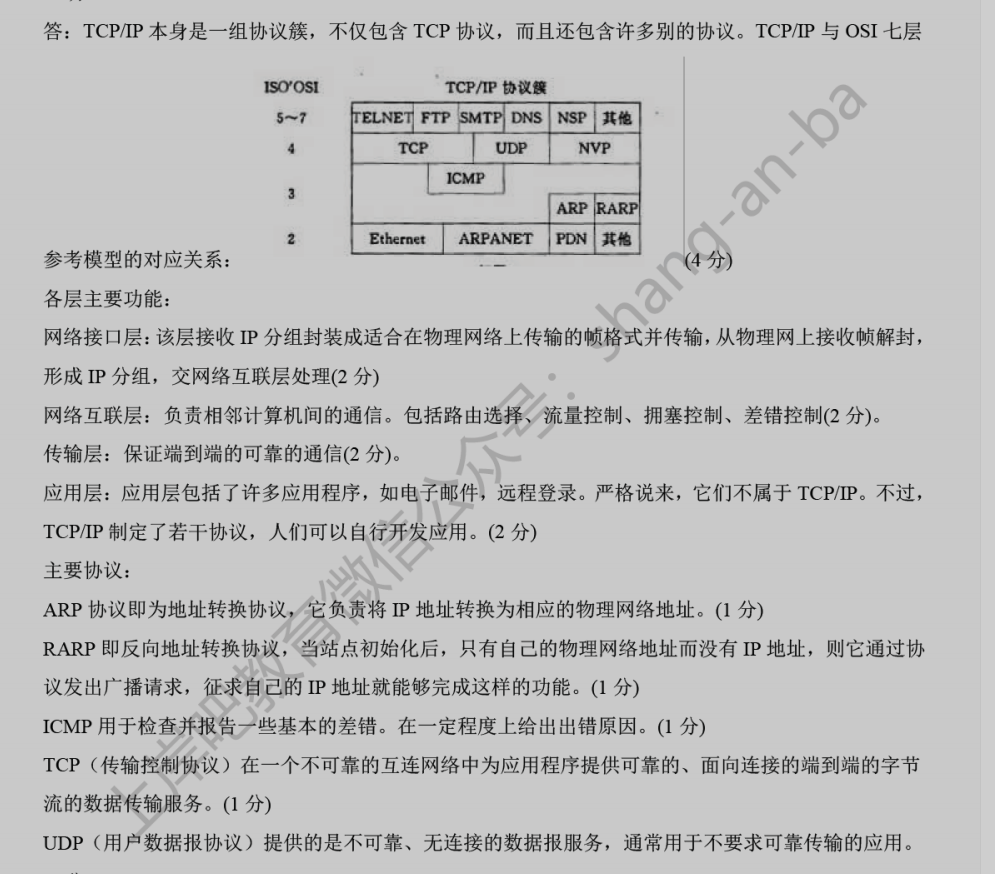 答：TCP/IP 本身是一组协议簇，不仅包含 TCP 协议，而且还包含许多别的协议。TCP/IP 与 OSI 七层
ISO'OSI TCP/IP 协议簇
5～7 TELNET FTP SMTP DNS NSP 其他
4 TCP UDP NVP
ICMP
3
ARP RARP
2 Ethernet ARPANET PDN 其他
参考模型的对应关系： (4 分)
各层主要功能：
网络接口层：该层接收 IP 分组封装成适合在物理网络上传输的帧格式并传输，从物理网上接收帧解封，
形成 IP 分组，交网络互联层处理(2 分)
网络互联层：负责相邻计算机间的通信。包括路由选择、流量控制、拥塞控制、差错控制(2 分)。
传输层：保证端到端的可靠的通信(2 分)。
应用层：应用层包括了许多应用程序，如电子邮件，远程登录。严格说来，它们不属于 TCP/IP。不过，
TCP/IP 制定了若干协议，人们可以自行开发应用。(2 分)
主要协议：
ARP 协议即为地址转换协议，它负责将 IP 地址转换为相应的物理网络地址。(1 分)
RARP 即反向地址转换协议，当站点初始化后，只有自己的物理网络地址而没有 IP 地址，则它通过协
议发出广播请求，征求自己的 IP 地址就能够完成这样的功能。(1 分)
ICMP 用于检查并报告一些基本的差错。在一定程度上给出出错原因。(1 分)
TCP（传输控制协议）在一个不可靠的互连网络中为应用程序提供可靠的、面向连接的端到端的字节
流的数据传输服务。(1 分)
UDP（用户数据报协议）提供的是不可靠、无连接的数据报服务，通常用于不要求可靠传输的应用。
上岸吧教育微信公众号：shang-an-ba